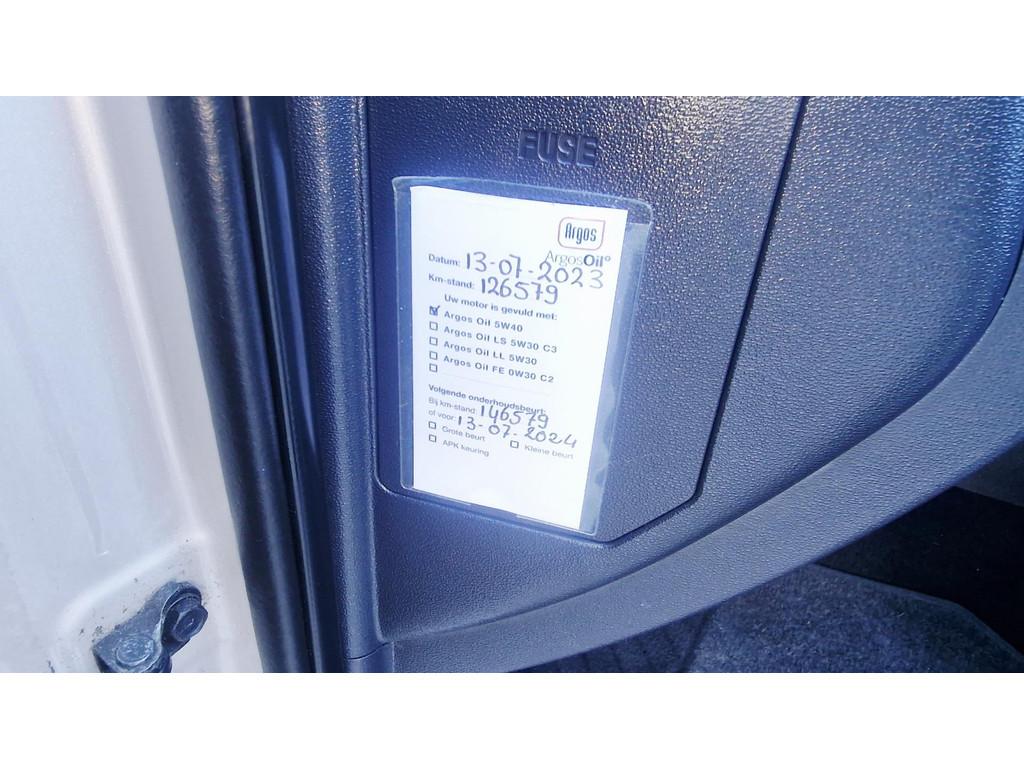 FUSE
Argos
ArgosOil®
Datum: 13-07-2023
Km-stand: 126579
Uw motor is gevuld met:
Argos Oil 5W40
Argos Oil LS 5W30 C3
Argos Oil LL 5W30
Argos Oil FE 0W30 C2
Volgende onderhoudsbeurt:
Bij km-stand: 146579
of voor: 13-07-2024
Grote beurt Kleine beurt
APK keuring